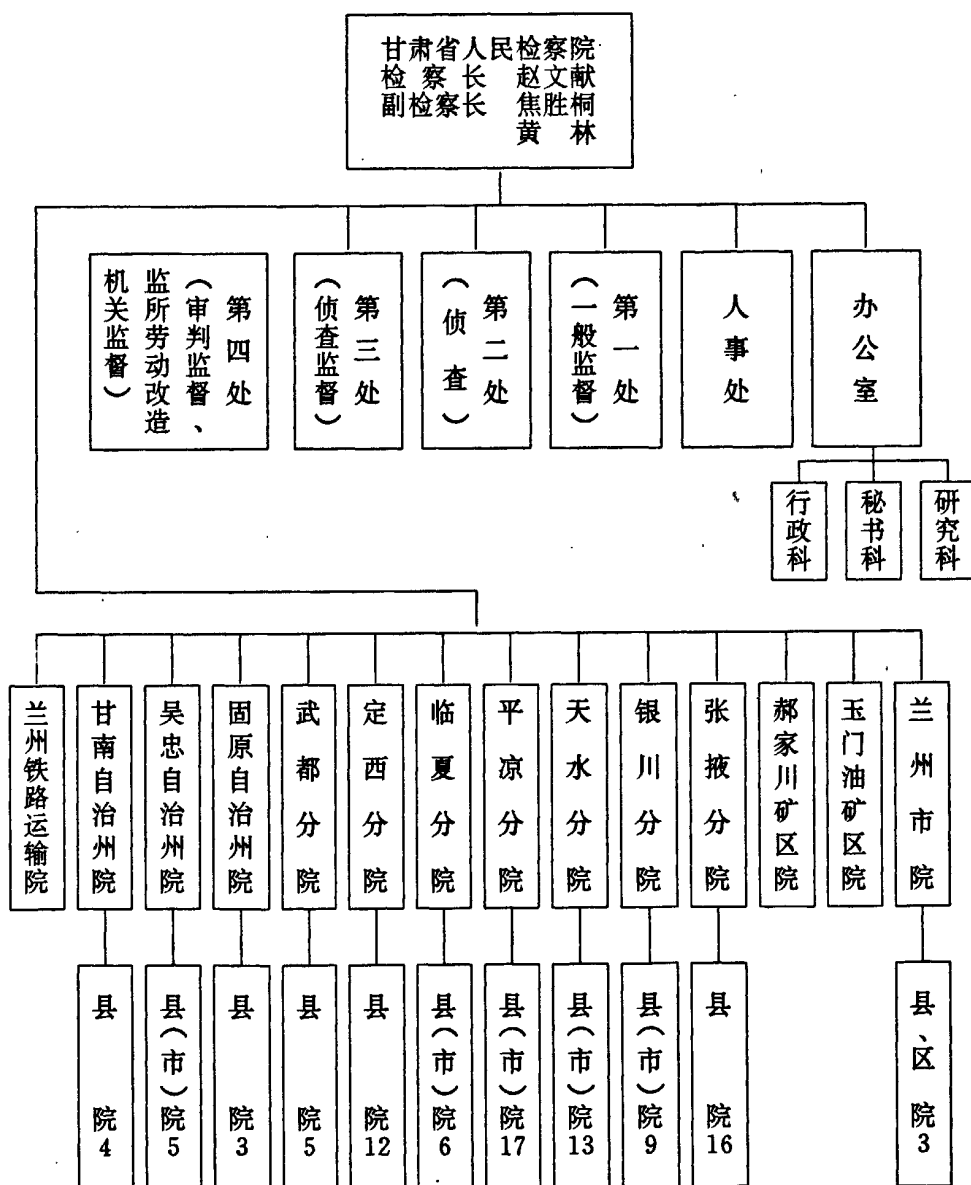 甘肃省人民检察院
检察长 赵文献
副检察长 焦胜桐
黄林
办公室
人事处
第一处
（一般监督）
第二处
（侦查）
第三处
（侦查监督）
第四处
（审判监督、
监所劳动改造
机关监督）
研究科
秘书科
行政科
兰州市院
玉门油矿区院
郝家川矿区院
张掖分院
银川分院
天水分院
平凉分院
临夏分院
定西分院
武都分院
固原自治州院
吴忠自治州院
甘南自治州院
兰州铁路运输院
县、区院3
县院16
县（市）院9
县（市）院13
县（市）院17
县（市）院6
县院12
县院5
县院3
县（市）院5
县院4